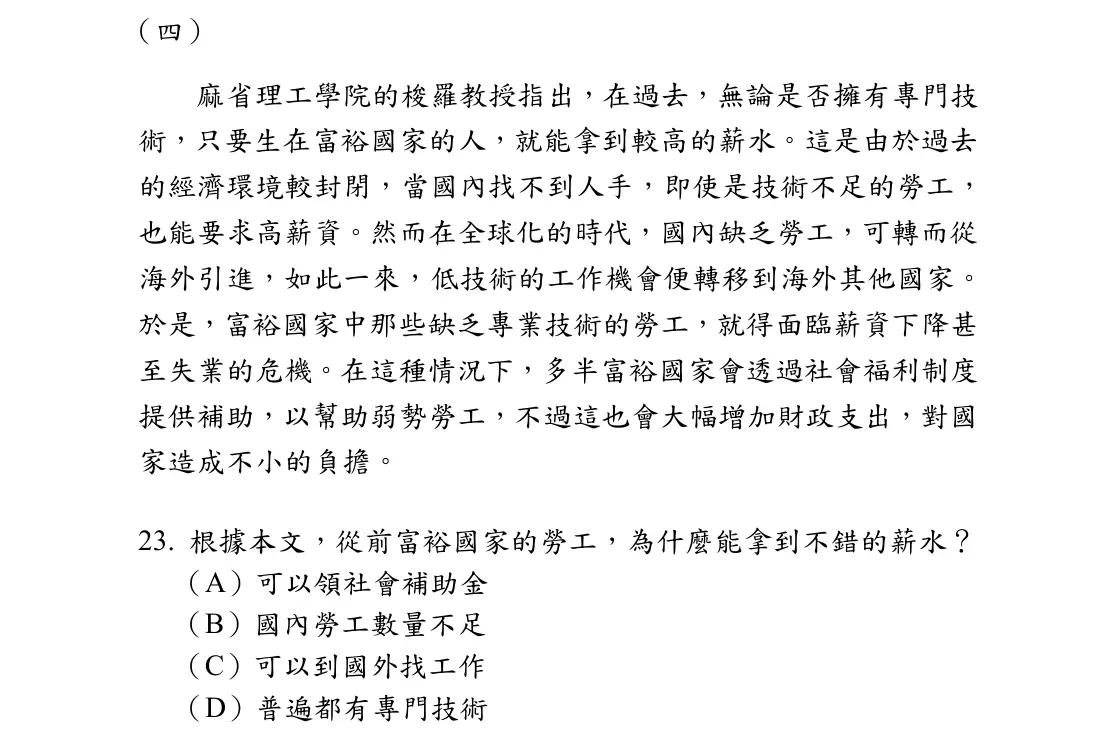 （四）
麻省理工學院的梭羅教授指出，在過去，無論是否擁有專門技
術，只要生在富裕國家的人，就能拿到較高的薪水。這是由於過去
的經濟環境較封閉，當國內找不到人手，即使是技術不足的勞工，
也能要求高薪資。然而在全球化的時代，國內缺乏勞工，可轉而從
海外引進，如此一來，低技術的工作機會便轉移到海外其他國家。
於是，富裕國家中那些缺乏專業技術的勞工，就得面臨薪資下降甚
至失業的危機。在這種情況下，多半富裕國家會透過社會福利制度
提供補助，以幫助弱勢勞工，不過這也會大幅增加財政支出，對國
家造成不小的負擔。
23. 根據本文，從前富裕國家的勞工，為什麼能拿到不錯的薪水？
（A）可以領社會補助金
（B）國內勞工數量不足
（C）可以到國外找工作
（D）普遍都有專門技術